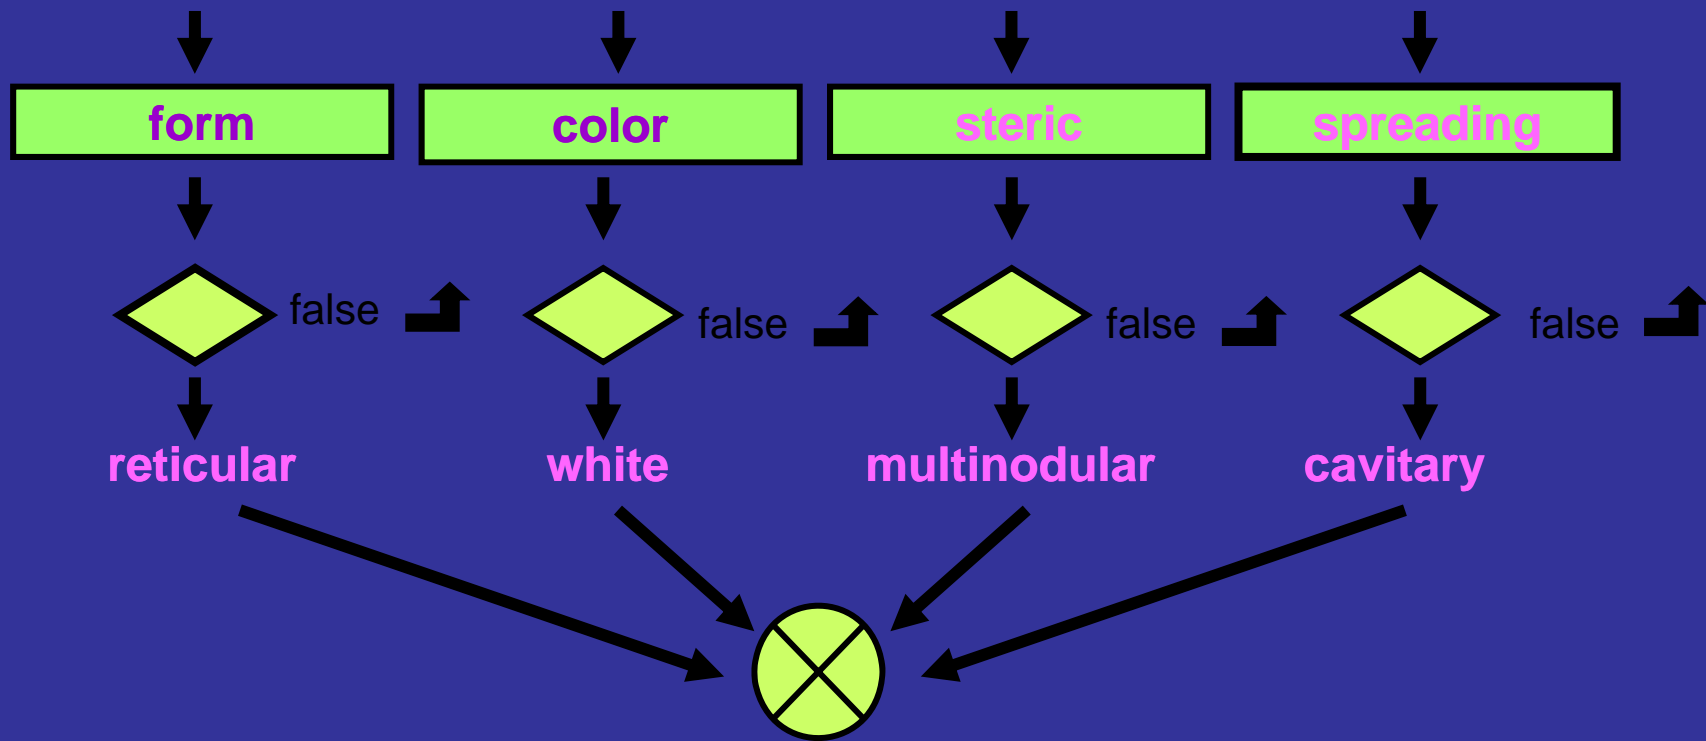 form color steric spreading
false false false false
reticular white multinodular cavitary